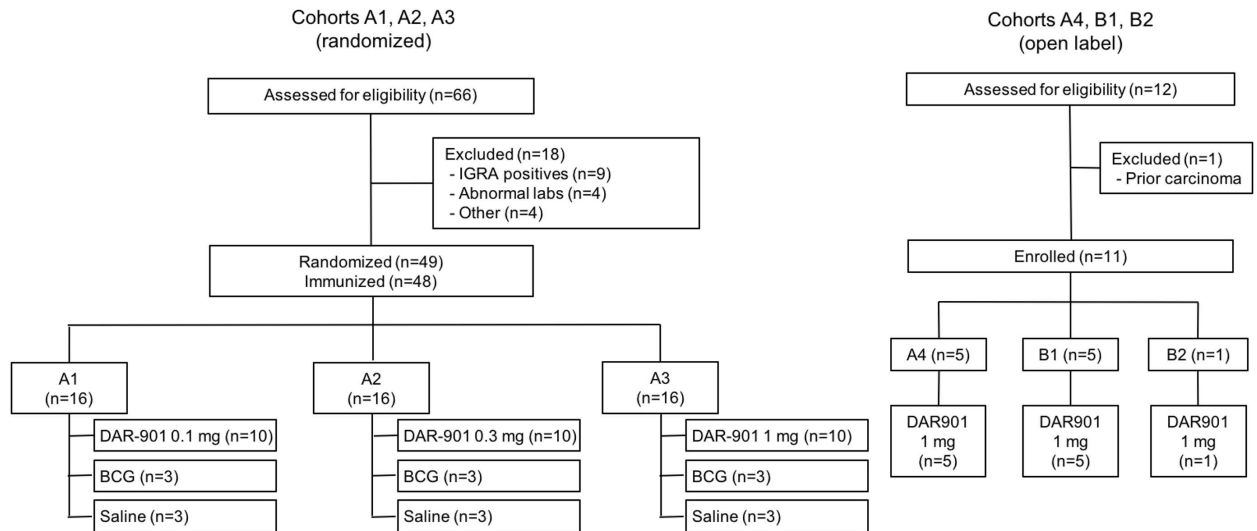 Cohorts A1, A2, A3
(randomized)
Assessed for eligibility (n=66)
Excluded (n=18)
- IGRA positives (n=9)
- Abnormal labs (n=4)
- Other (n=4)
Randomized (n=49)
Immunized (n=48)
A1
(n=16)
DAR-901 0.1 mg (n=10)
BCG (n=3)
Saline (n=3)
A2
(n=16)
DAR-901 0.3 mg (n=10)
BCG (n=3)
Saline (n=3)
A3
(n=16)
DAR-901 1 mg (n=10)
BCG (n=3)
Saline (n=3)
Cohorts A4, B1, B2
(open label)
Assessed for eligibility (n=12)
Excluded (n=1)
- Prior carcinoma
Enrolled (n=11)
A4 (n=5)
DAR901
1 mg
(n=5)
B1 (n=5)
DAR901
1 mg
(n=5)
B2 (n=1)
DAR901
1 mg
(n=1)